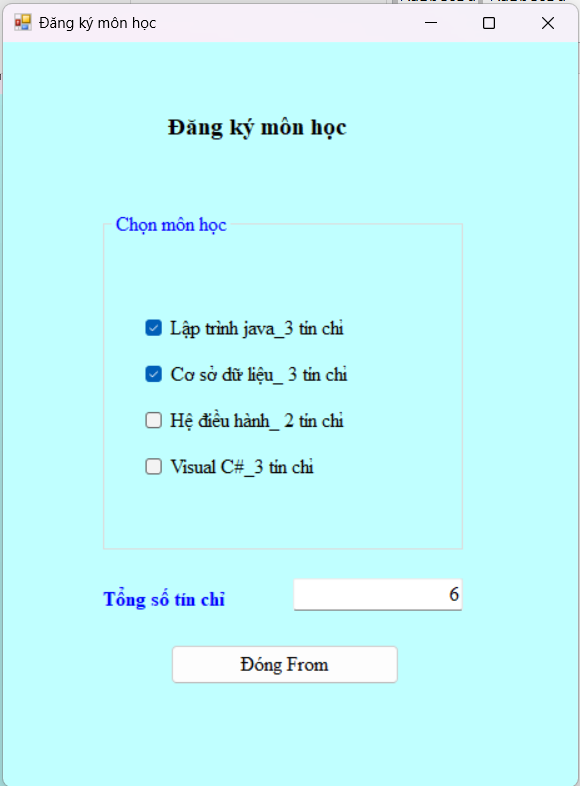 Đăng ký môn học
Đăng ký môn học
Chọn môn học
Lập trình java_3 tín chỉ
Cơ sở dữ liệu_ 3 tín chỉ
Hệ điều hành_ 2 tín chỉ
Visual C#_3 tín chỉ
Tổng số tín chỉ 6
Đóng From